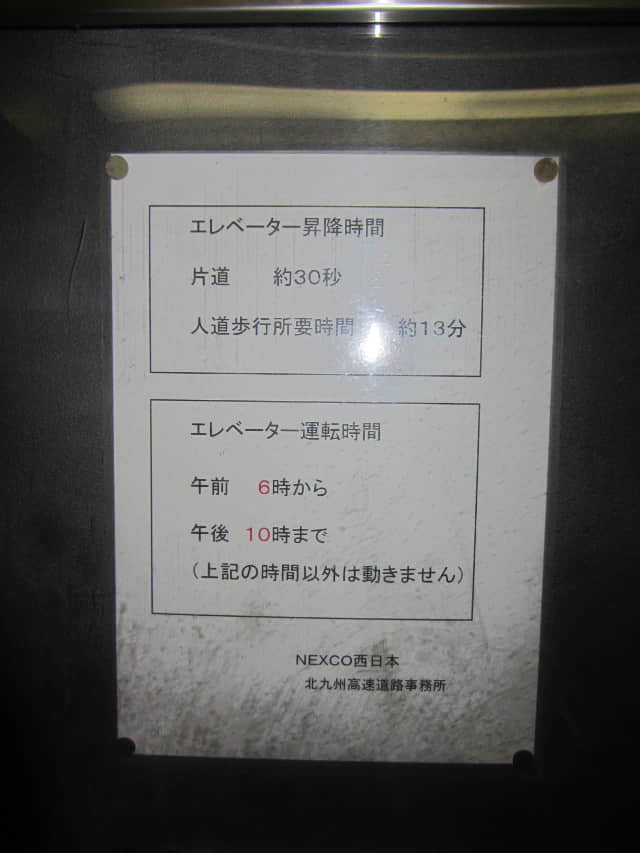 エレベーター昇降時間
片道　　約30秒
人道歩行所要時間　　約13分
エレベーター運転時間
午前　6時から
午後　10時まで
(上記の時間以外は動きません)
NEXCO西日本
北九州高速道路事務所